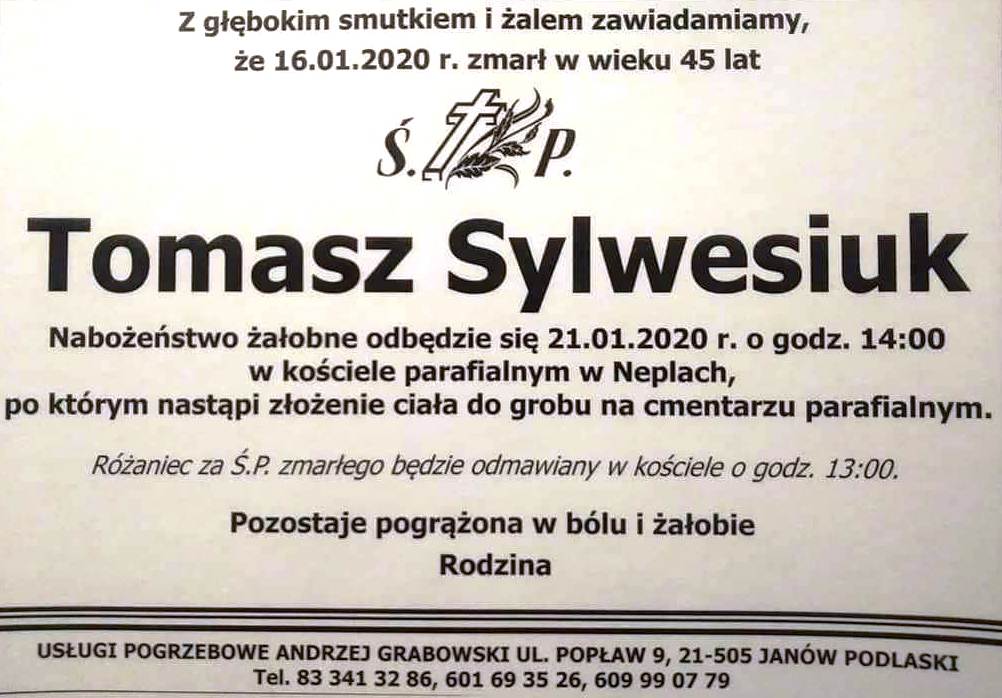 Z głębokim smutkiem i żalem zawiadamiamy,
że 16.01.2020 r. zmarł w wieku 45 lat
Ś. P.
Tomasz Sylwesiuk
Nabożeństwo żałobne odbędzie się 21.01.2020 r. o godz. 14:00
w kościele parafialnym w Neplach,
po którym nastąpi złożenie ciała do grobu na cmentarzu parafialnym.
Różaniec za Ś.P. zmarłego będzie odmawiany w kościele o godz. 13:00.
Pozostaje pogrążona w bólu i żałobie
Rodzina
USŁUGI POGRZEBOWE ANDRZEJ GRABOWSKI UL. POPŁAW 9, 21-505 JANÓW PODLASKI
Tel. 83 341 32 86, 601 69 35 26, 609 99 07 79